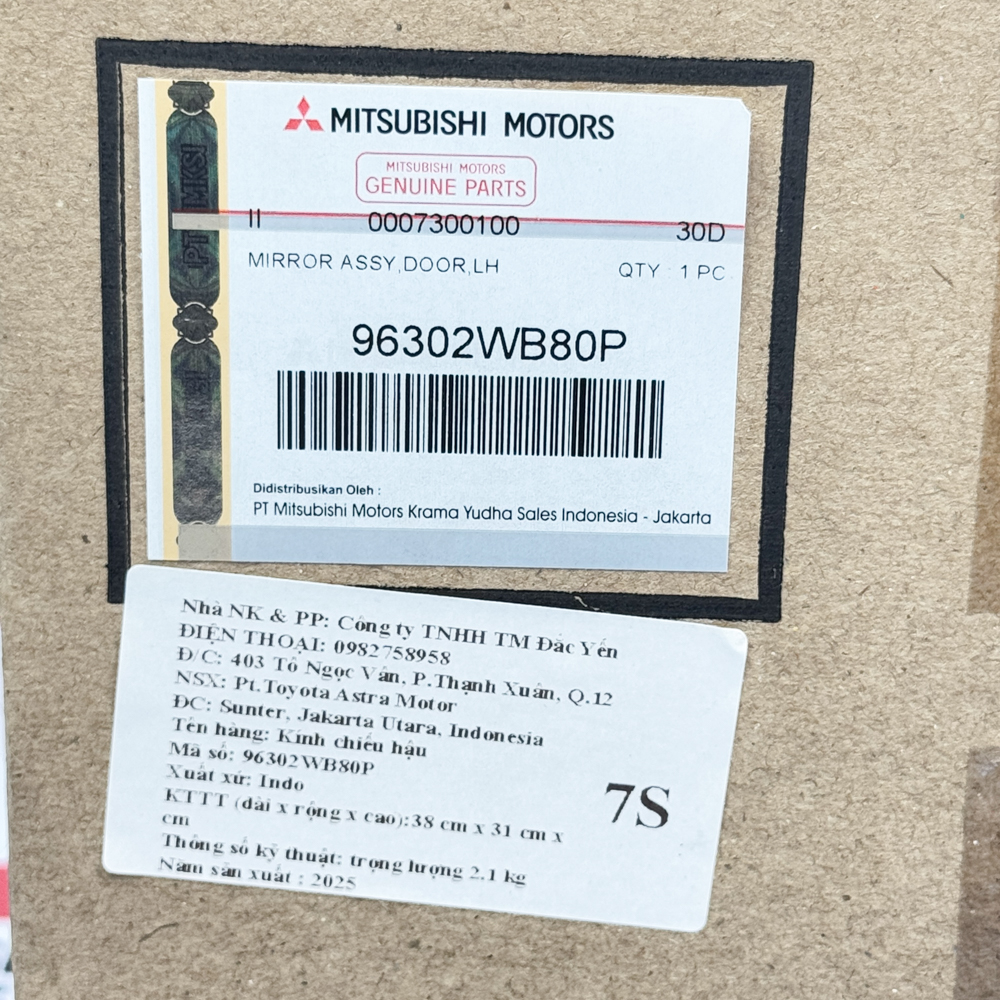 MITSUBISHI MOTORS
MITSUBISHI MOTORS
GENUINE PARTS
II 0007300100 30D
MIRROR ASSY,DOOR,LH QTY : 1 PC
96302WB80P
Didistribusikan Oleh :
PT Mitsubishi Motors Krama Yudha Sales Indonesia - Jakarta
PT MKSI
Nhà NK & PP: Công ty TNHH TM Đắc Yến
ĐIỆN THOẠI: 0982758958
Đ/C: 403 Tô Ngọc Vân, P.Thạnh Xuân, Q.12
NSX: Pt.Toyota Astra Motor
ĐC: Sunter, Jakarta Utara, Indonesia
Tên hàng: Kính chiếu hậu
Mã số: 96302WB80P
Xuất xứ: Indo
KTTT (dài x rộng x cao):38 cm x 31 cm x
cm
Thông số kỹ thuật: trọng lượng 2.1 kg
Năm sản xuất : 2025
7S